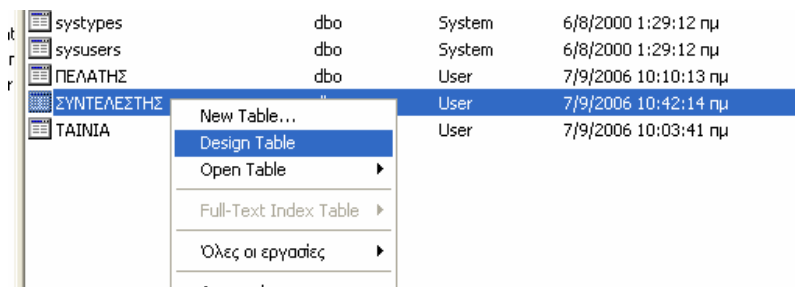 systypes dbo System 6/8/2000 1:29:12 πμ
sysusers dbo System 6/8/2000 1:29:12 πμ
ΠΕΛΑΤΗΣ dbo User 7/9/2006 10:10:13 πμ
ΣΥΝΤΕΛΕΣΤΗΣ User 7/9/2006 10:42:14 πμ
ΤΑΙΝΙΑ User 7/9/2006 10:03:41 πμ
New Table...
Design Table
Open Table
Full-Text Index Table
Όλες οι εργασίες